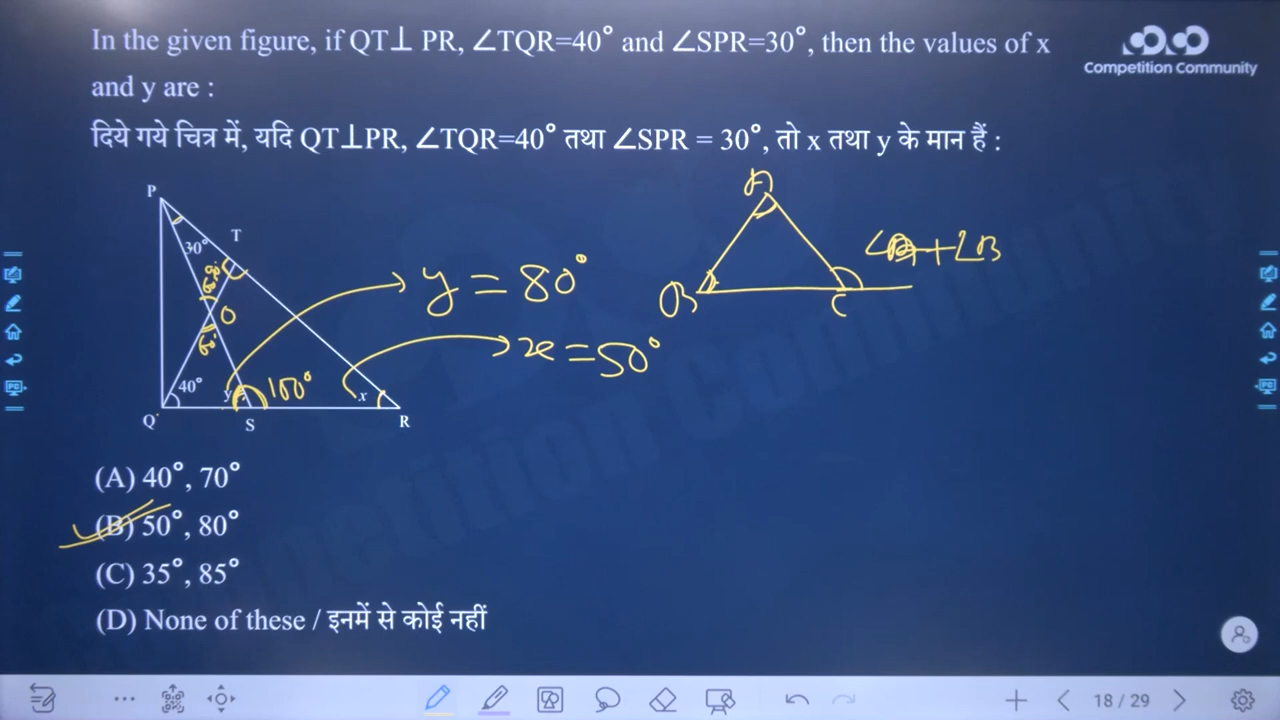 In the given figure, if QT⊥ PR, ∠TQR=40° and ∠SPR=30°, then the values of x
and y are :
Competition Community
दिये गये चित्र में, यदि QT⊥PR, ∠TQR=40° तथा ∠SPR = 30°, तो x तथा y के मान हैं :
P
30°
T
60°
O
60°
40°
y
100°
x
Q
S
R
y = 80°
x = 50°
A
B
C
+∠B
(A) 40°, 70°
(B) 50°, 80°
(C) 35°, 85°
(D) None of these / इनमें से कोई नहीं
18 / 29